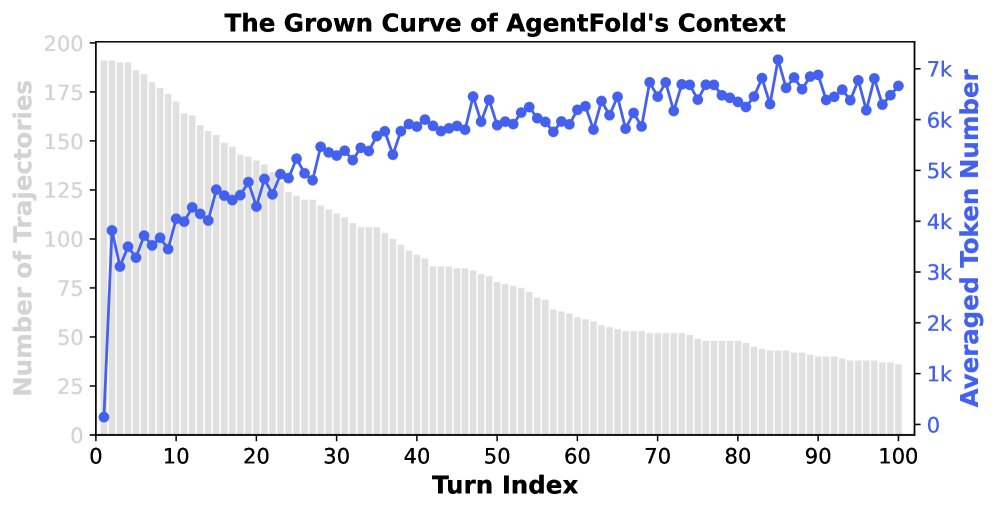 The Grown Curve of AgentFold's Context
Number of Trajectories
200
175
150
125
100
75
50
25
0
7k
6k
5k
4k
3k
2k
1k
0
Averaged Token Number
0 10 20 30 40 50 60 70 80 90 100
Turn Index